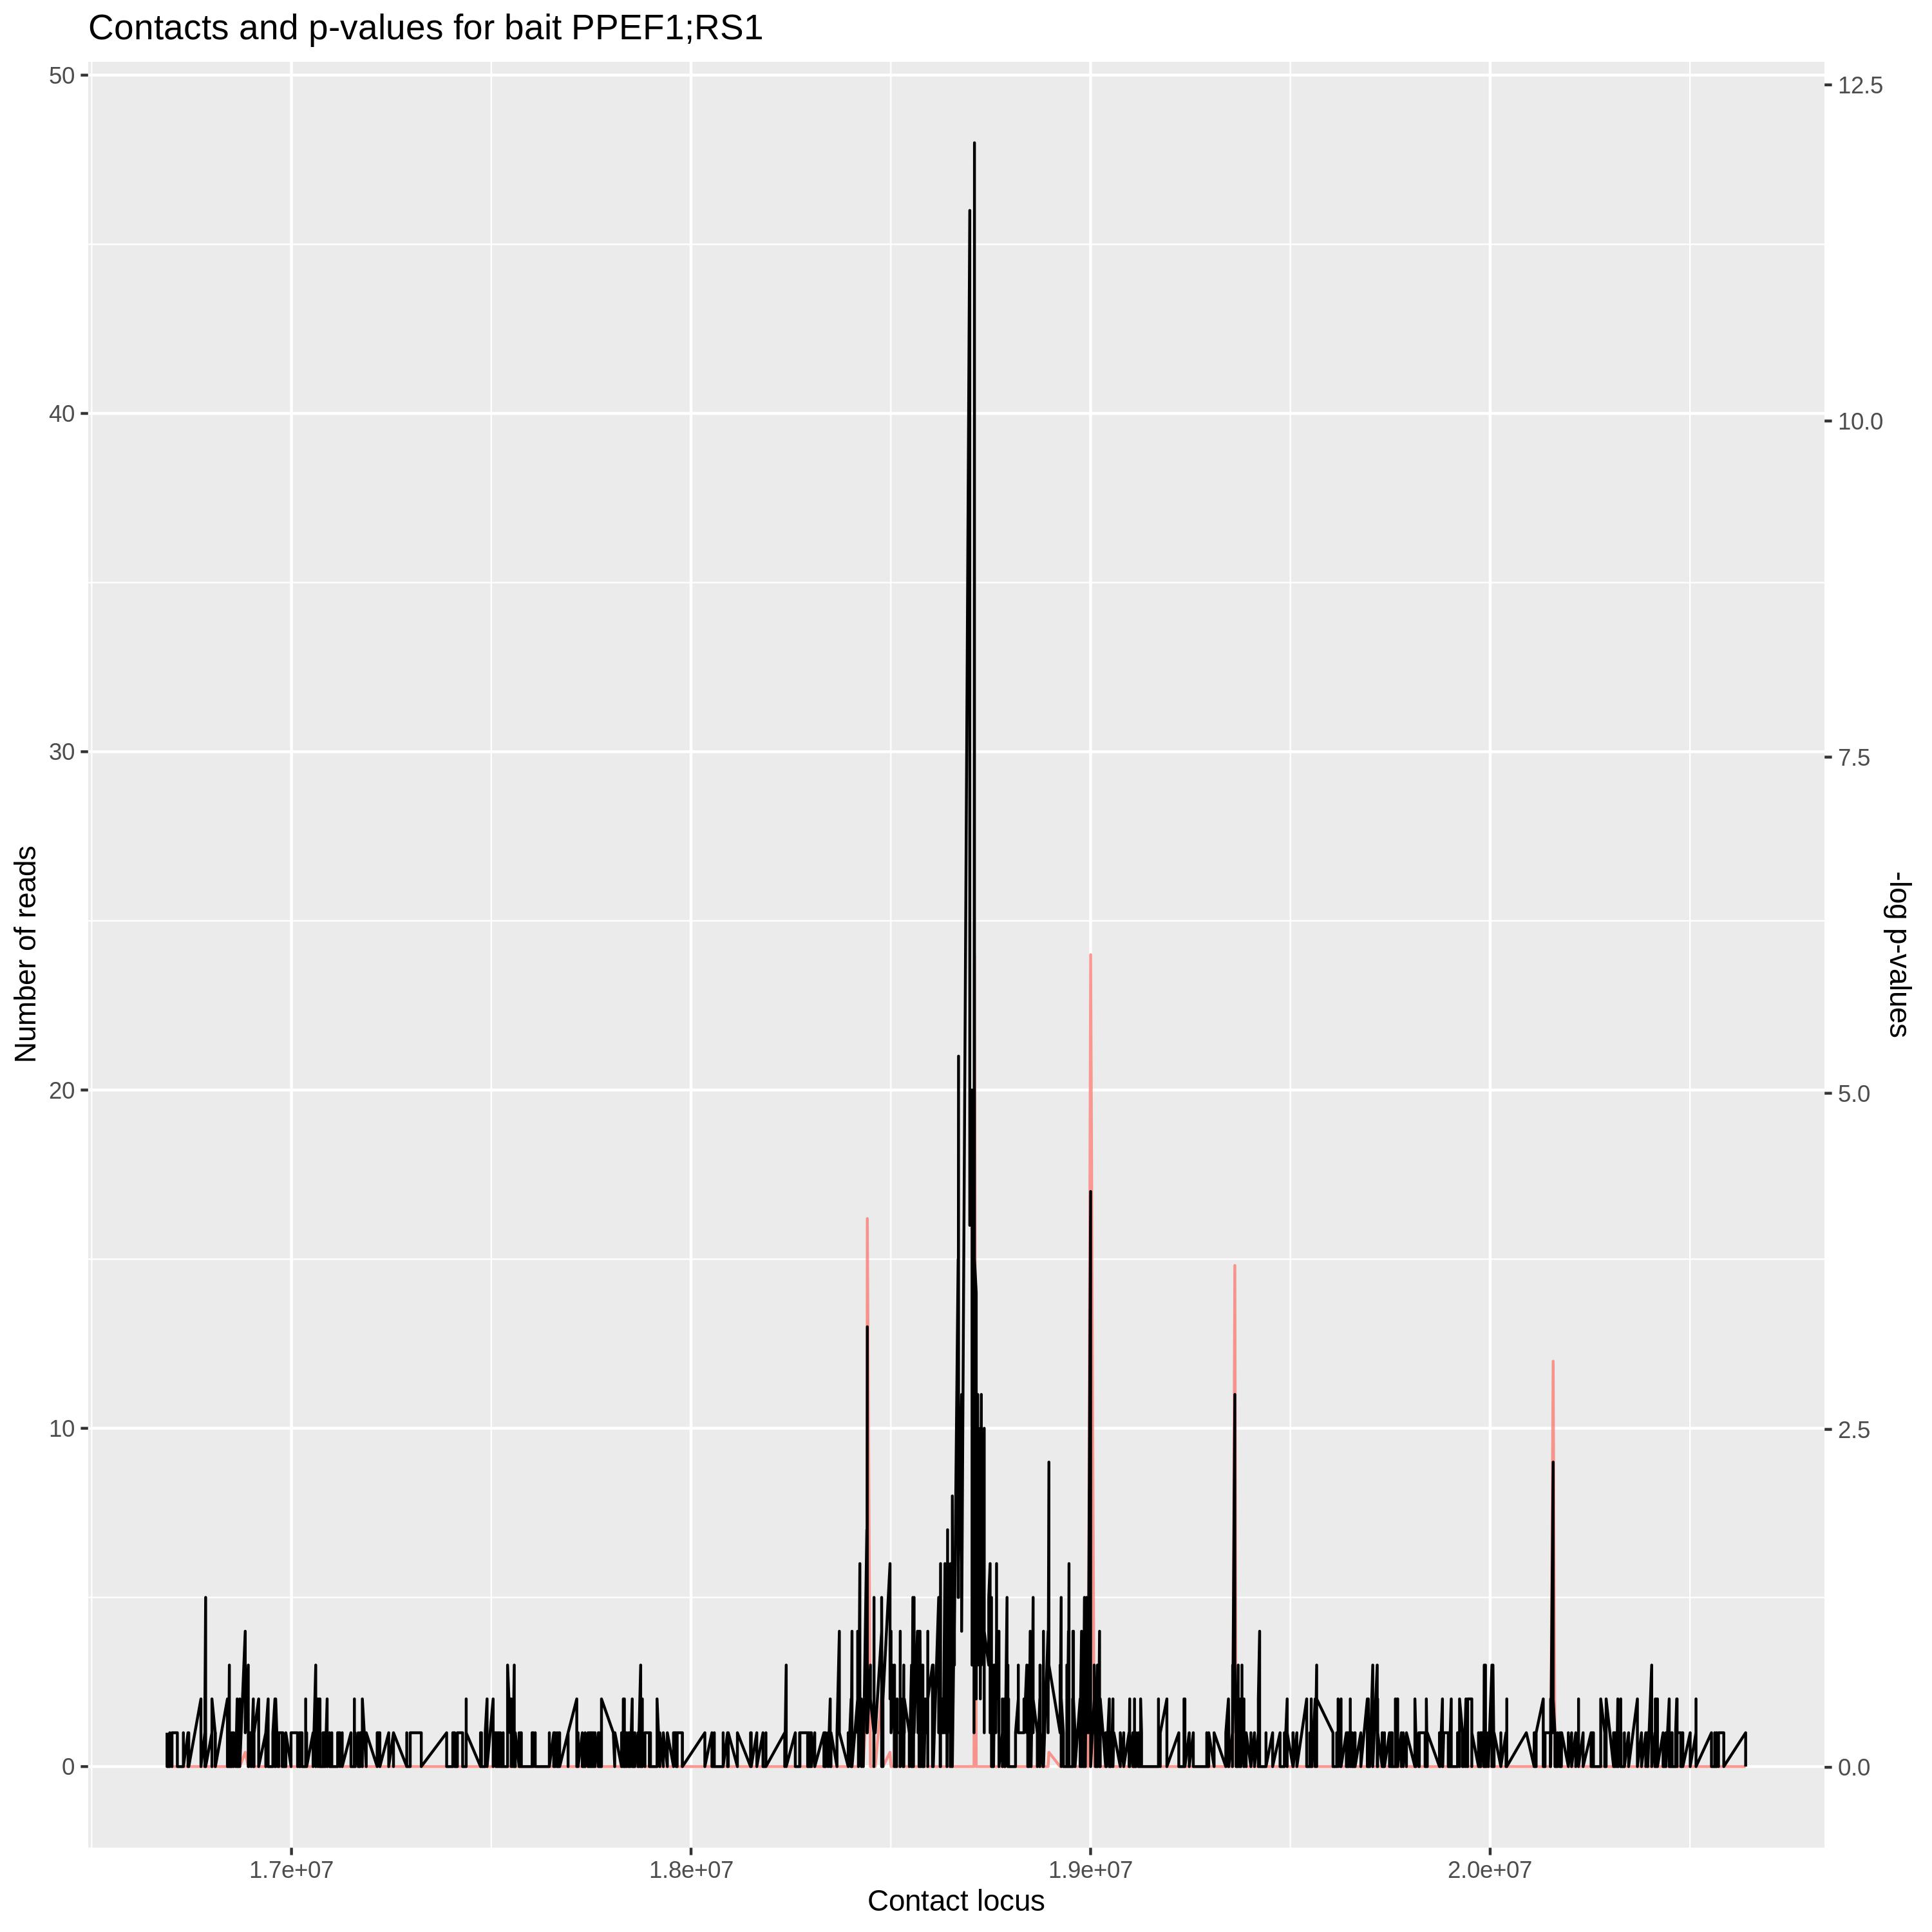 Contacts and p-values for bait PPEF1;RS1
50
40
30
20
10
0
Number of reads
12.5
10.0
7.5
5.0
2.5
0.0
-log p-values
1.7e+07
1.8e+07
1.9e+07
2.0e+07
Contact locus